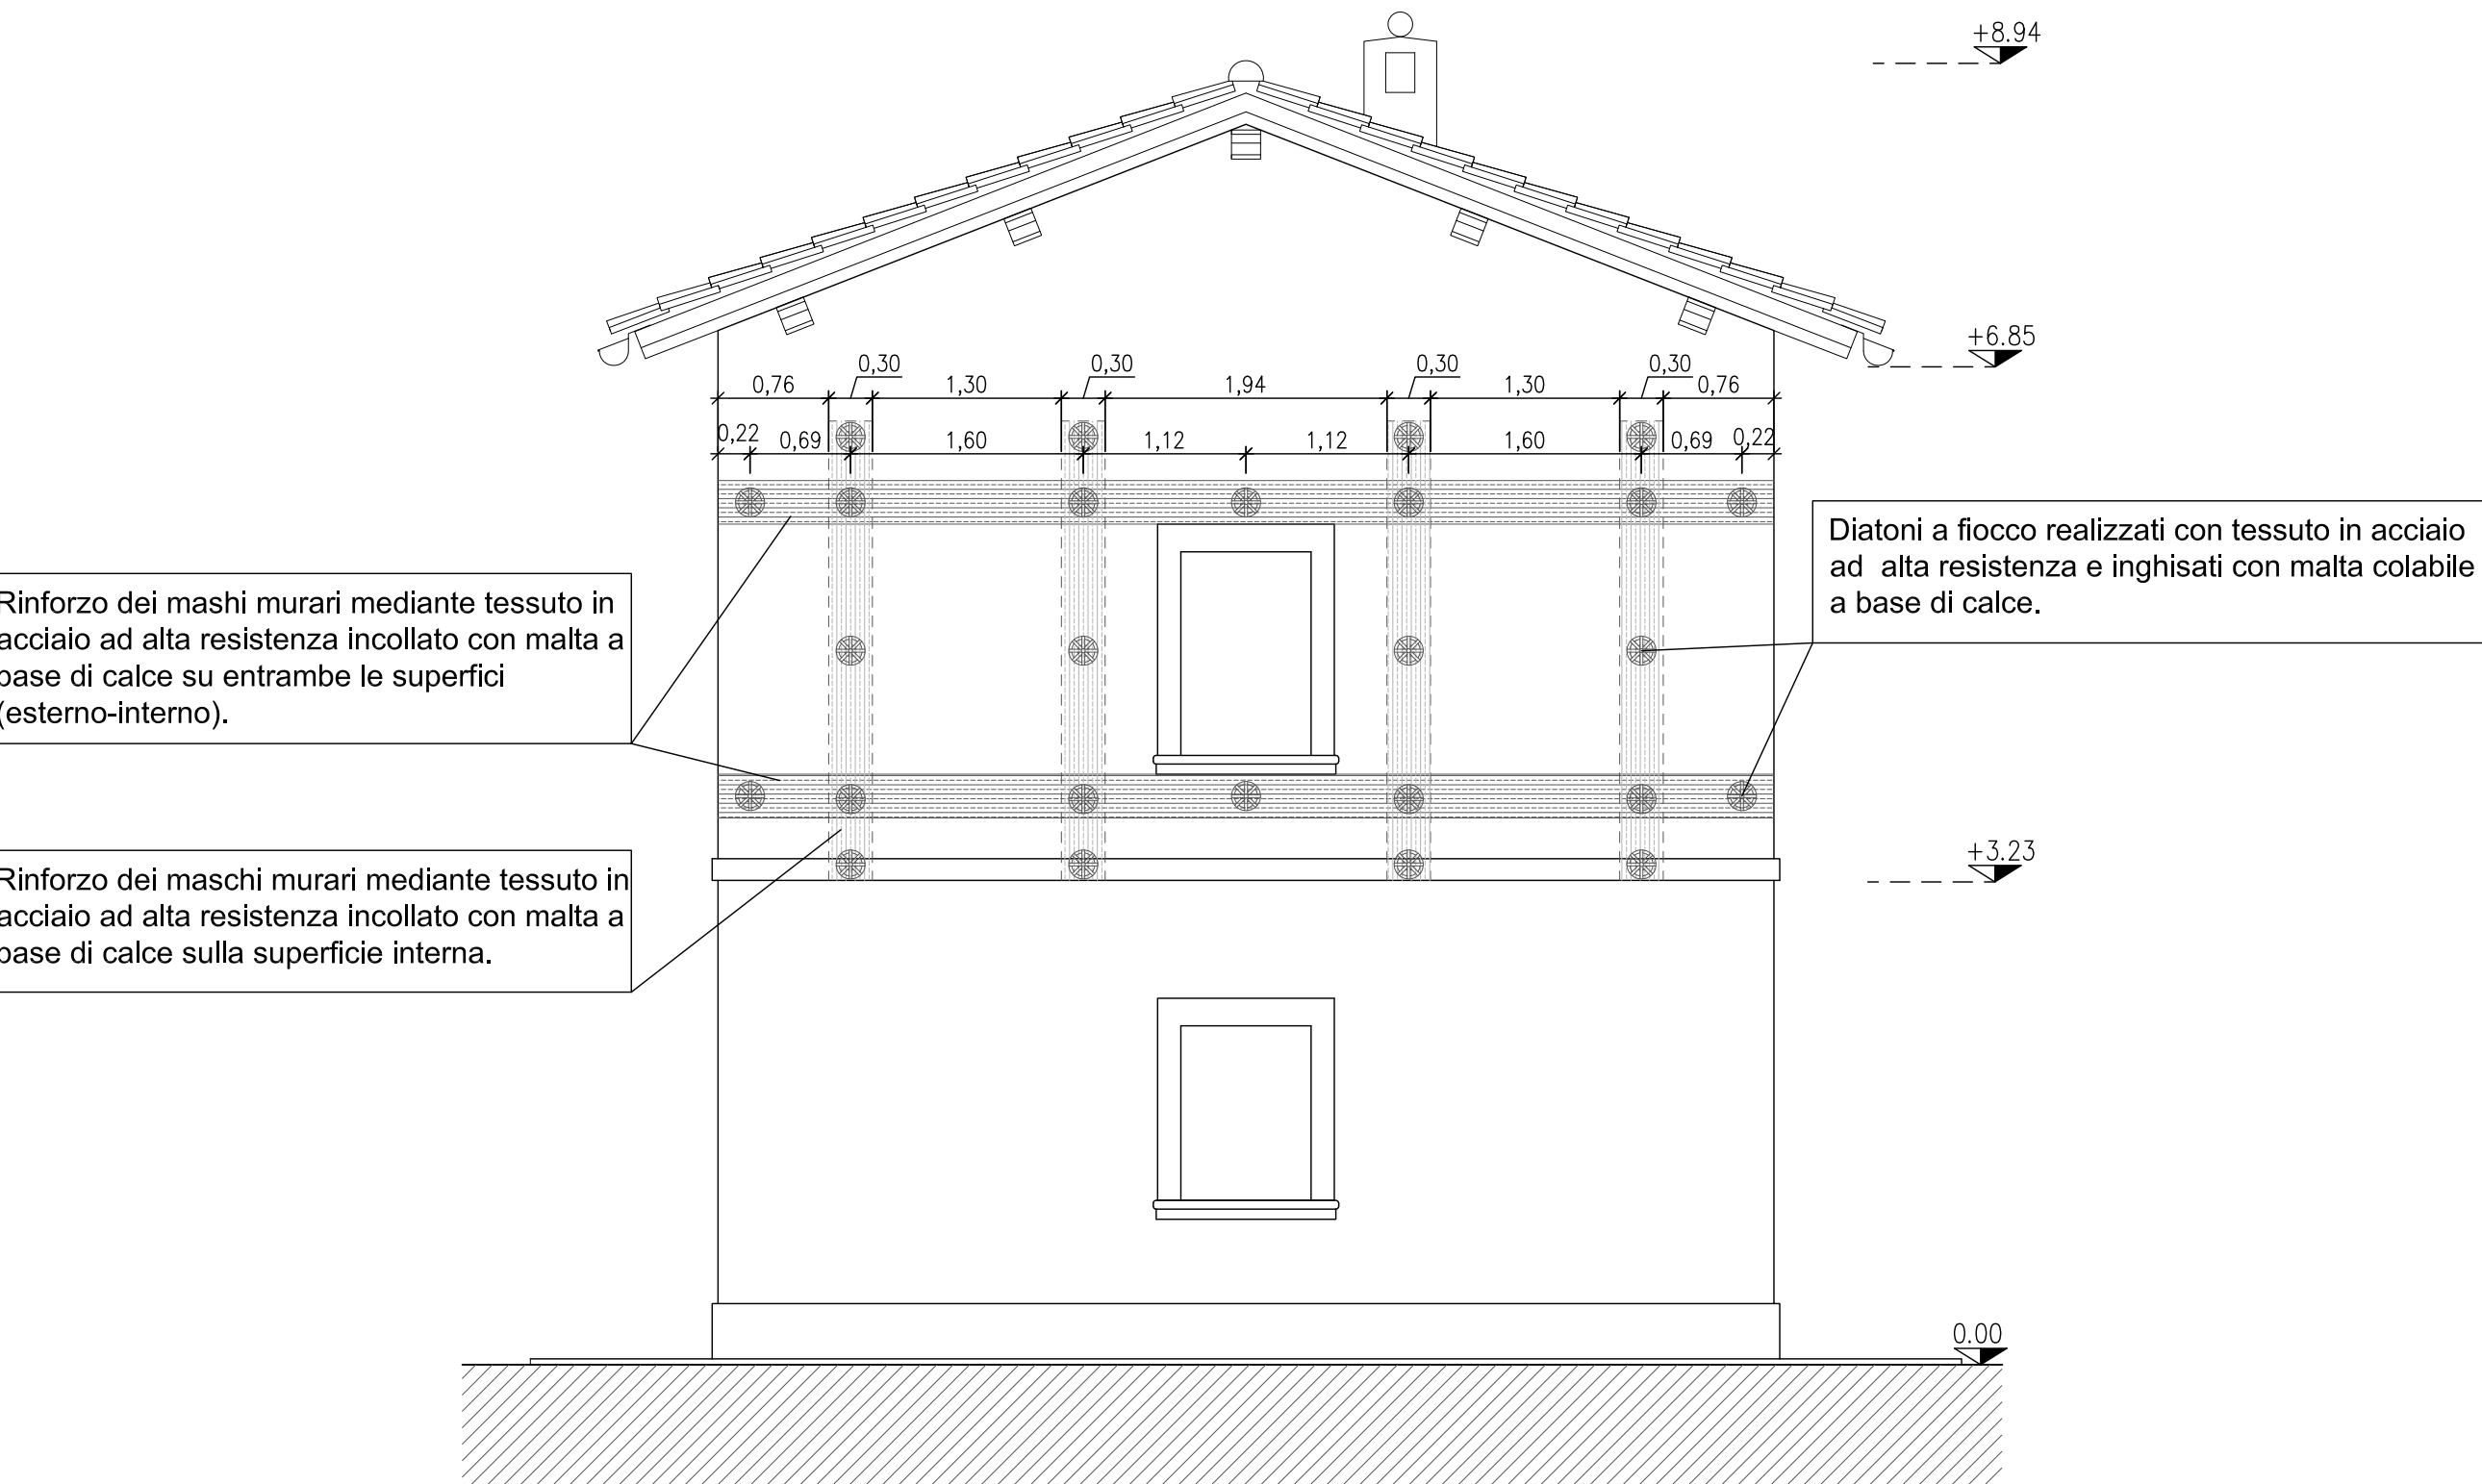 +8.94
+6.85
0,30 0,30 0,30 0,30
0,76 1,30 1,94 1,30 0,76
0,22 0,69 1,60 1,12 1,12 1,60 0,69 0,22
Diatoni a fiocco realizzati con tessuto in acciaio
ad alta resistenza e inghisati con malta colabile
a base di calce.
Rinforzo dei mashi murari mediante tessuto in
acciaio ad alta resistenza incollato con malta a
base di calce su entrambe le superfici
(esterno-interno).
+3.23
Rinforzo dei maschi murari mediante tessuto in
acciaio ad alta resistenza incollato con malta a
base di calce sulla superficie interna.
0.00